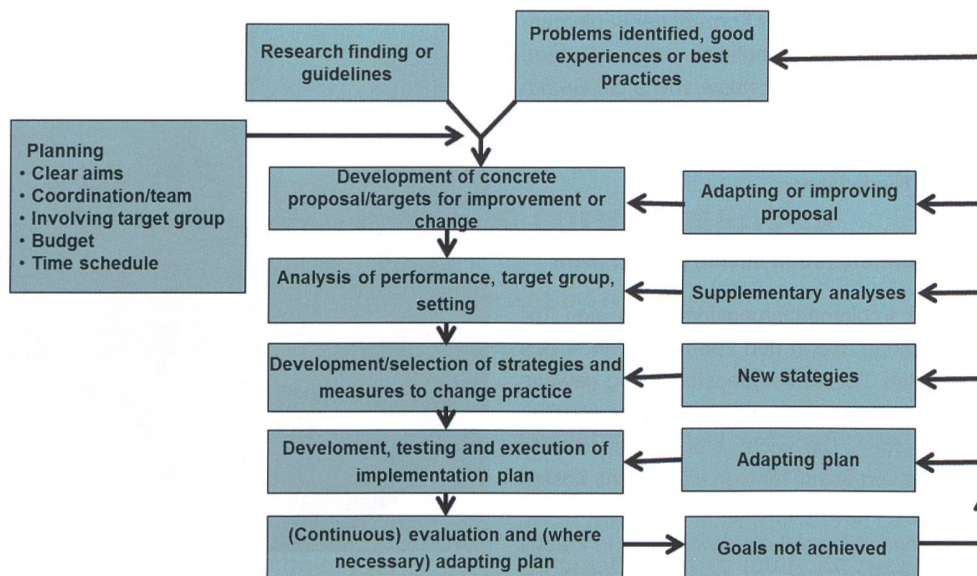 Research finding or
guidelines
Problems identified, good
experiences or best
practices
Planning
• Clear aims
• Coordination/team
• Involving target group
• Budget
• Time schedule
Development of concrete
proposal/targets for improvement or
change
Adapting or improving
proposal
Analysis of performance, target group,
setting
Supplementary analyses
Development/selection of strategies and
measures to change practice
New stategies
Develoment, testing and execution of
implementation plan
Adapting plan
(Continuous) evaluation and (where
necessary) adapting plan
Goals not achieved